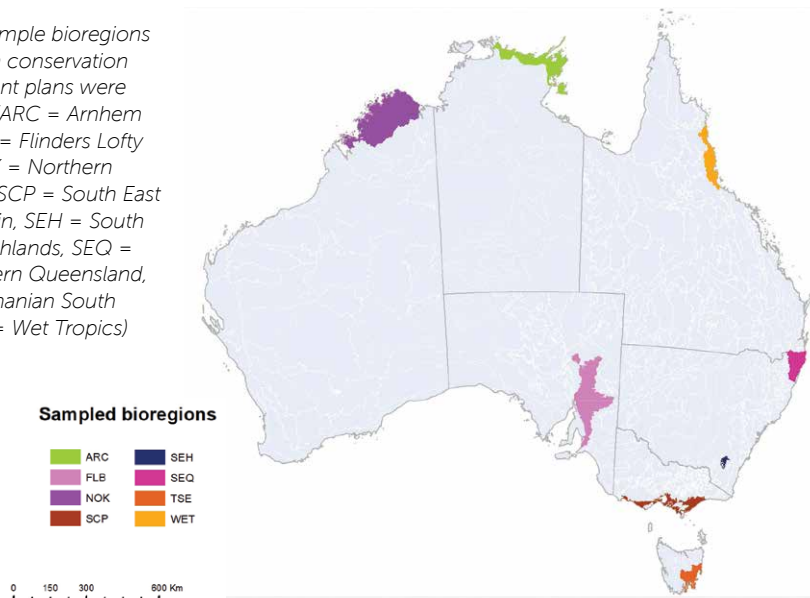 mple bioregions
conservation
nt plans were
ARC = Arnhem
= Flinders Lofty
= Northern
SCP = South East
in, SEH = South
hlands, SEQ =
ern Queensland,
manian South
= Wet Tropics)
Sampled bioregions
ARC SEH
FLB SEQ
NOK TSE
SCP WET
0 150 300 600 Km